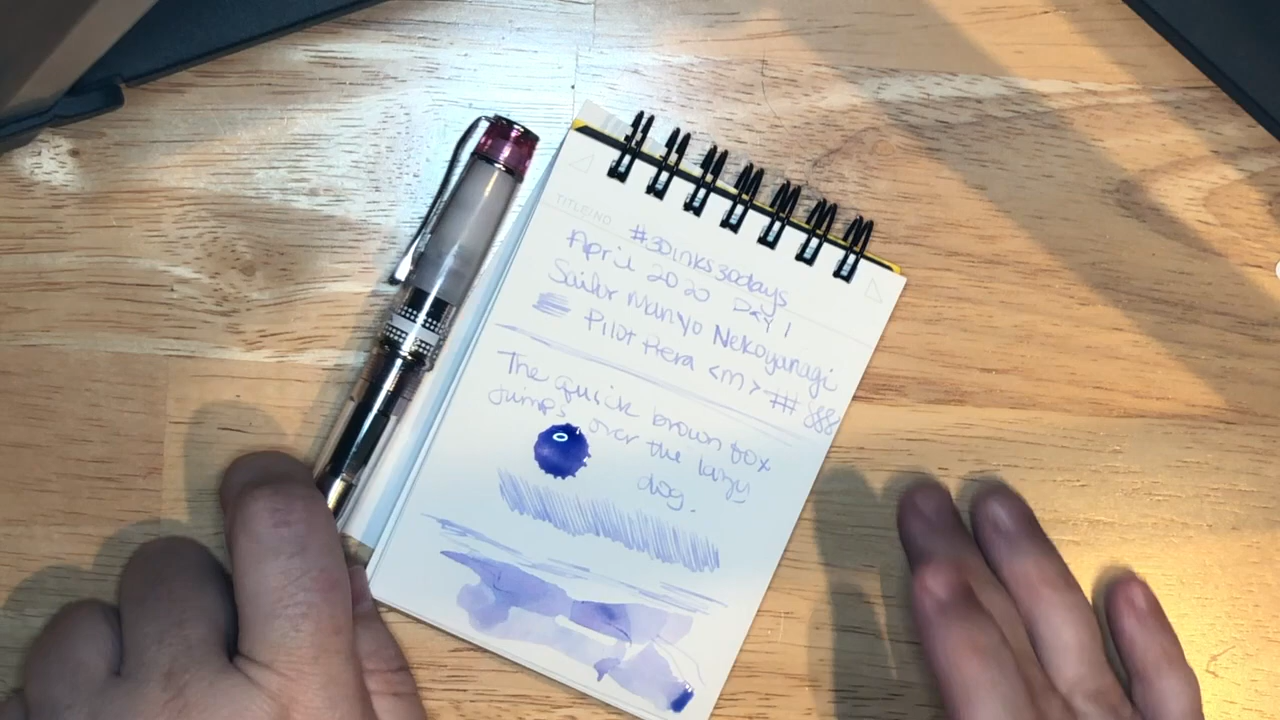 TITLE/NO
#30inks30days
April 2020 DAY 1
Sailor Manyo Nekoyanagi
Pilot Prera <m>
The quick brown fox
Jumps over the lazy
dog.